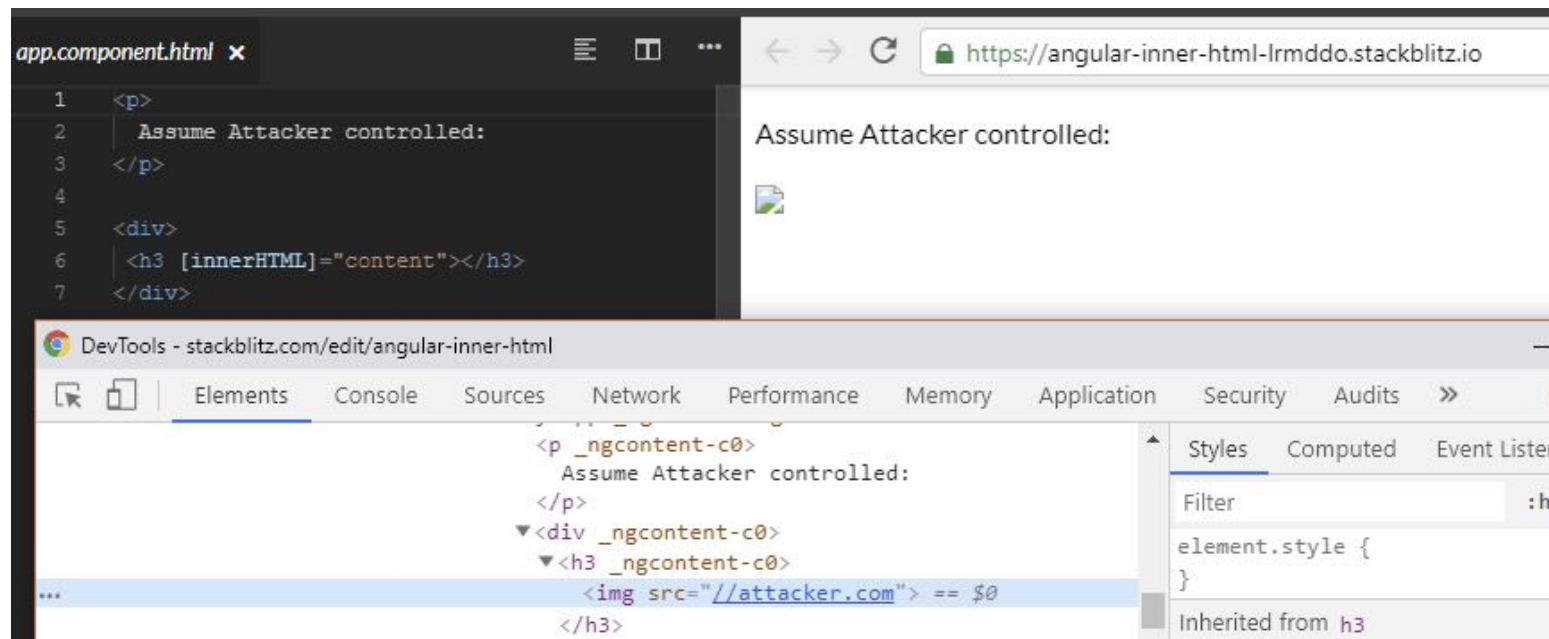 app.component.html ×
https://angular-inner-html-lrmddo.stackblitz.io
1 <p>
2 Assume Attacker controlled:
3 </p>
4
5 <div>
6 <h3 [innerHTML]="content"></h3>
7 </div>
Assume Attacker controlled:
DevTools - stackblitz.com/edit/angular-inner-html
Elements Console Sources Network Performance Memory Application Security Audits »
<p _ngcontent-c0>
Assume Attacker controlled:
</p>
▼<div _ngcontent-c0>
▼<h3 _ngcontent-c0>
... <img src="//attacker.com"> == $0
</h3>
Styles Computed Event Listen
Filter :h
element.style {
}
Inherited from h3